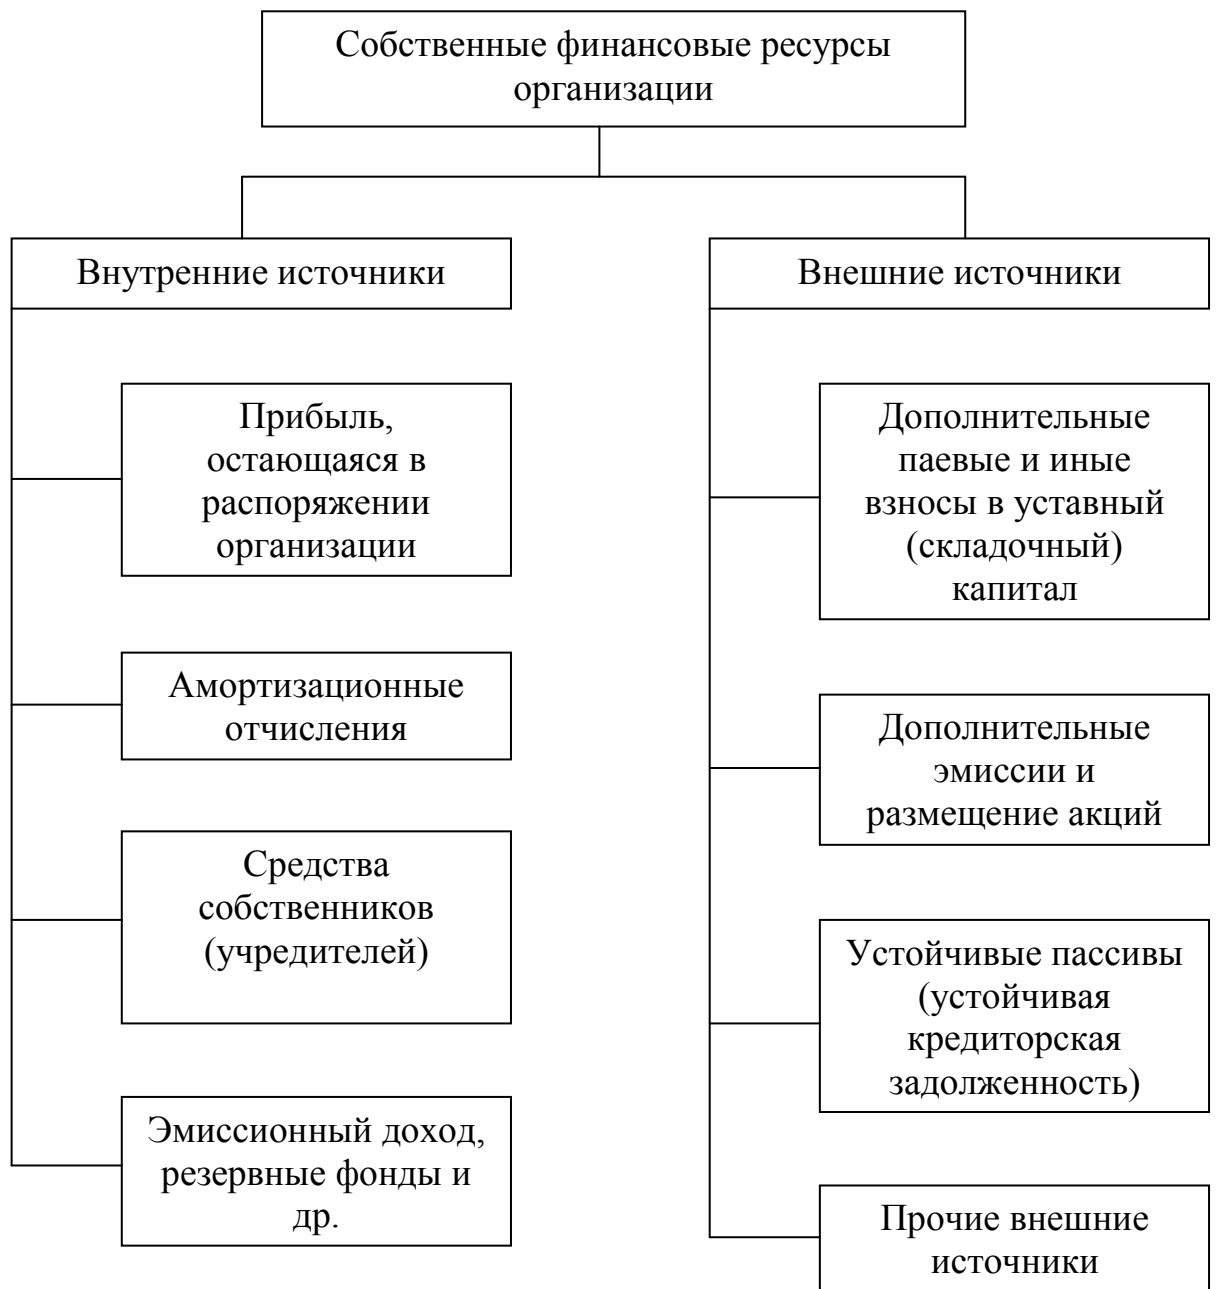 Собственные финансовые ресурсы
организации
Внутренние источники
Прибыль,
остающаяся в
распоряжении
организации
Амортизационные
отчисления
Средства
собственников
(учредителей)
Эмиссионный доход,
резервные фонды и
др.
Внешние источники
Дополнительные
паевые и иные
взносы в уставный
(складочный)
капитал
Дополнительные
эмиссии и
размещение акций
Устойчивые пассивы
(устойчивая
кредиторская
задолженность)
Прочие внешние
источники